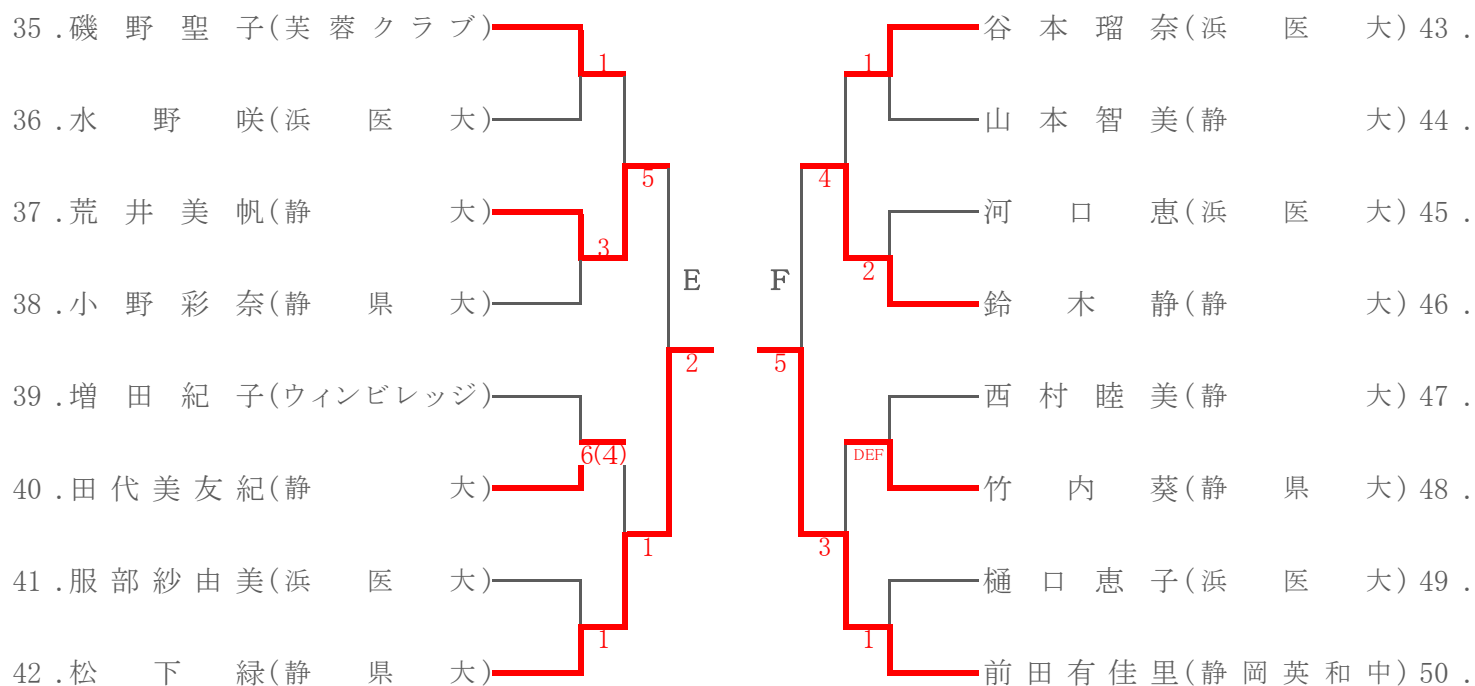 35 .磯野聖子(芙蓉クラブ)
1
36 .水野咲(浜医大)
5
37 .荒井美帆(静大)
3
38 .小野彩奈(静県大)
E
2
39 .増田紀子(ウィンビレッジ)
6(4)
40 .田代美友紀(静大)
1
41 .服部紗由美(浜医大)
1
42 .松下緑(静県大)
谷本瑠奈(浜医大) 43 .
1
山本智美(静大) 44 .
4
河口恵(浜医大) 45 .
2
鈴木静(静大) 46 .
F
5
西村睦美(静大) 47 .
DEF
竹内葵(静県大) 48 .
3
樋口恵子(浜医大) 49 .
1
前田有佳里(静岡英和中) 50 .